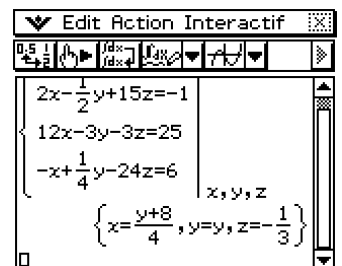 Edit Action Interactif
2x-1/2y+15z=-1
12x-3y-3z=25
-x+1/4y-24z=6
x,y,z
{x=y+8/4,y=y,z=-1/3}